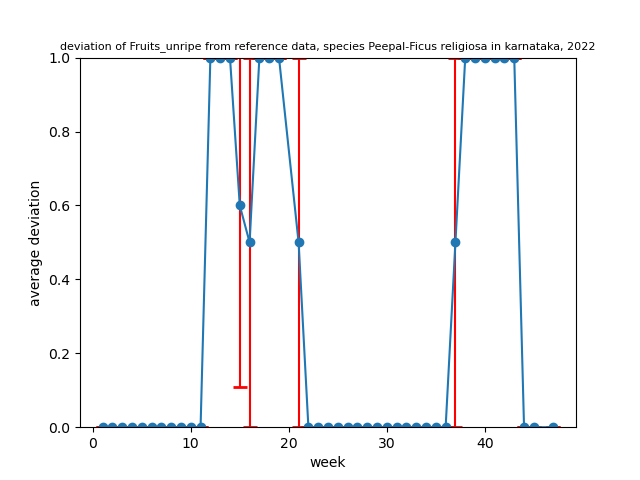 deviation of Fruits_unripe from reference data, species Peepal-Ficus religiosa in karnataka, 2022
1.0
0.8
0.6
0.4
0.2
0.0
average deviation
0 10 20 30 40
week